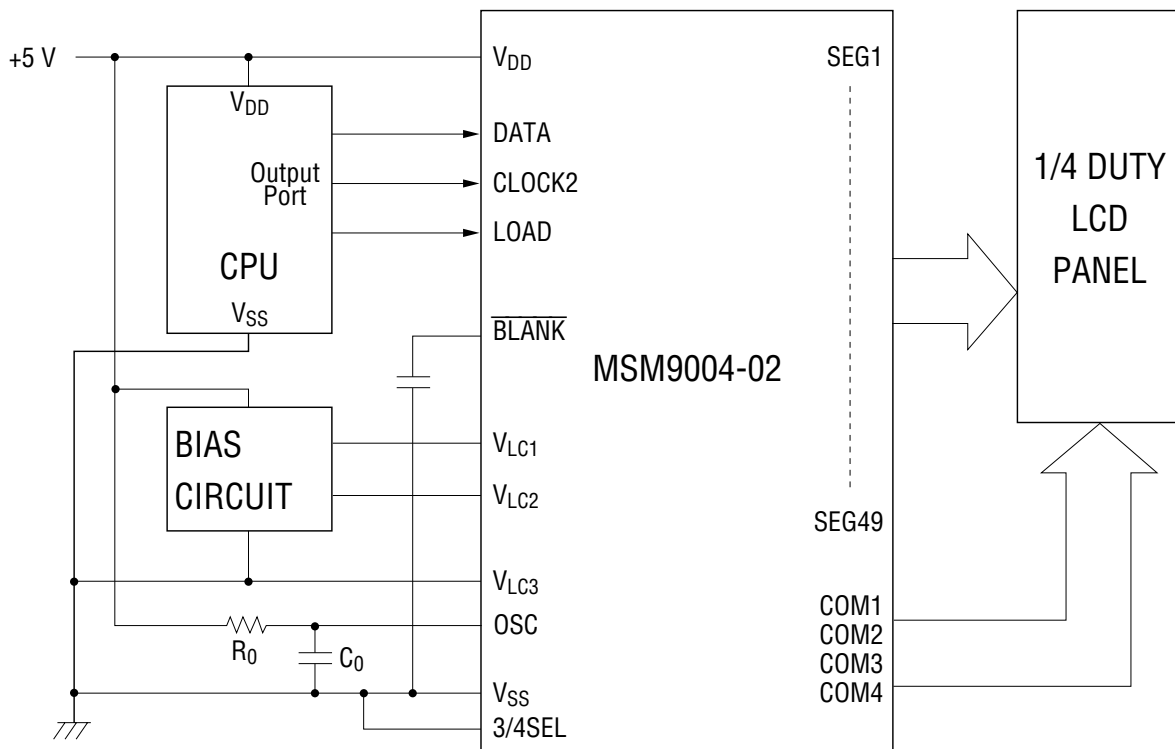 +5 V
VDD
Output
Port
CPU
VSS
BIAS
CIRCUIT
R0
C0
VDD
DATA
CLOCK2
LOAD
BLANK
VLC1
VLC2
VLC3
OSC
VSS
3/4SEL
MSM9004-02
SEG1
SEG49
COM1
COM2
COM3
COM4
1/4 DUTY
LCD
PANEL